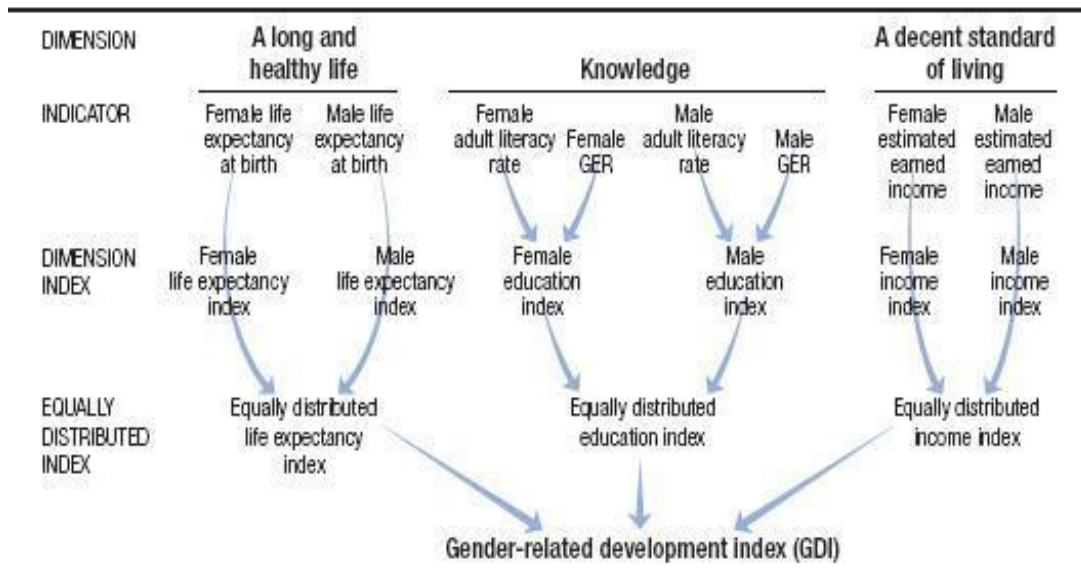 DIMENSION
A long and
healthy life
Knowledge
A decent standard
of living
INDICATOR
Female life
expectancy
at birth
Male life
expectancy
at birth
Female
adult literacy
rate
Female
GER
Male
adult literacy
rate
Male
GER
Female
estimated
earned
income
Male
estimated
earned
income
DIMENSION
INDEX
Female
life expectancy
index
Male
life expectancy
index
Female
education
index
Male
education
index
Female
income
index
Male
income
index
EQUALLY
DISTRIBUTED
INDEX
Equally distributed
life expectancy
index
Equally distributed
education index
Equally distributed
income index
Gender-related development index (GDI)